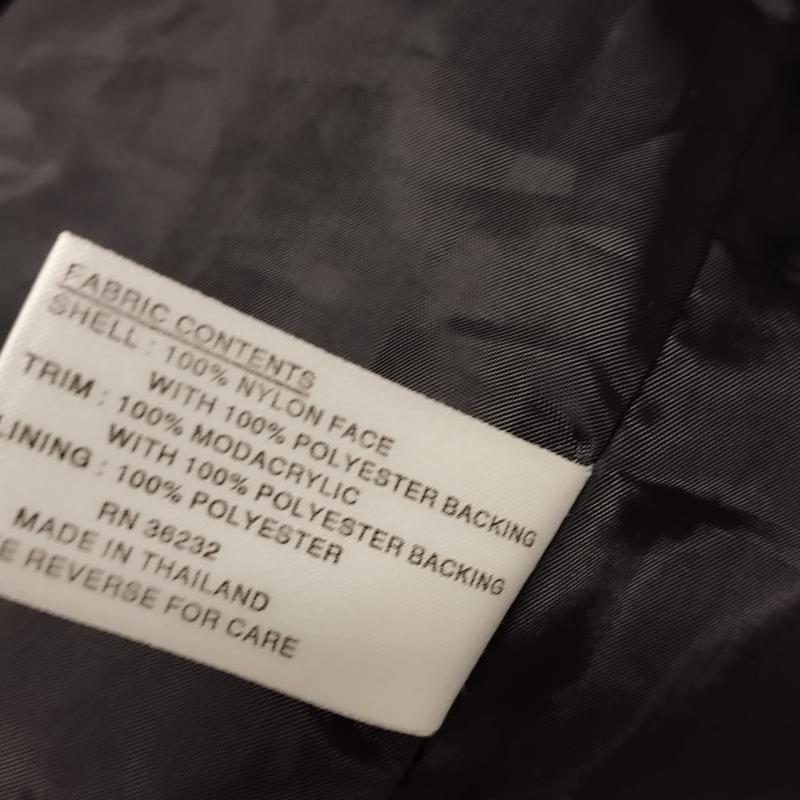 FABRIC CONTENTS
SHELL : 100% NYLON FACE
WITH 100% POLYESTER BACKING
TRIM : 100% MODACRYLIC
WITH 100% POLYESTER BACKING
LINING : 100% POLYESTER
RN 36232
MADE IN THAILAND
REVERSE FOR CARE